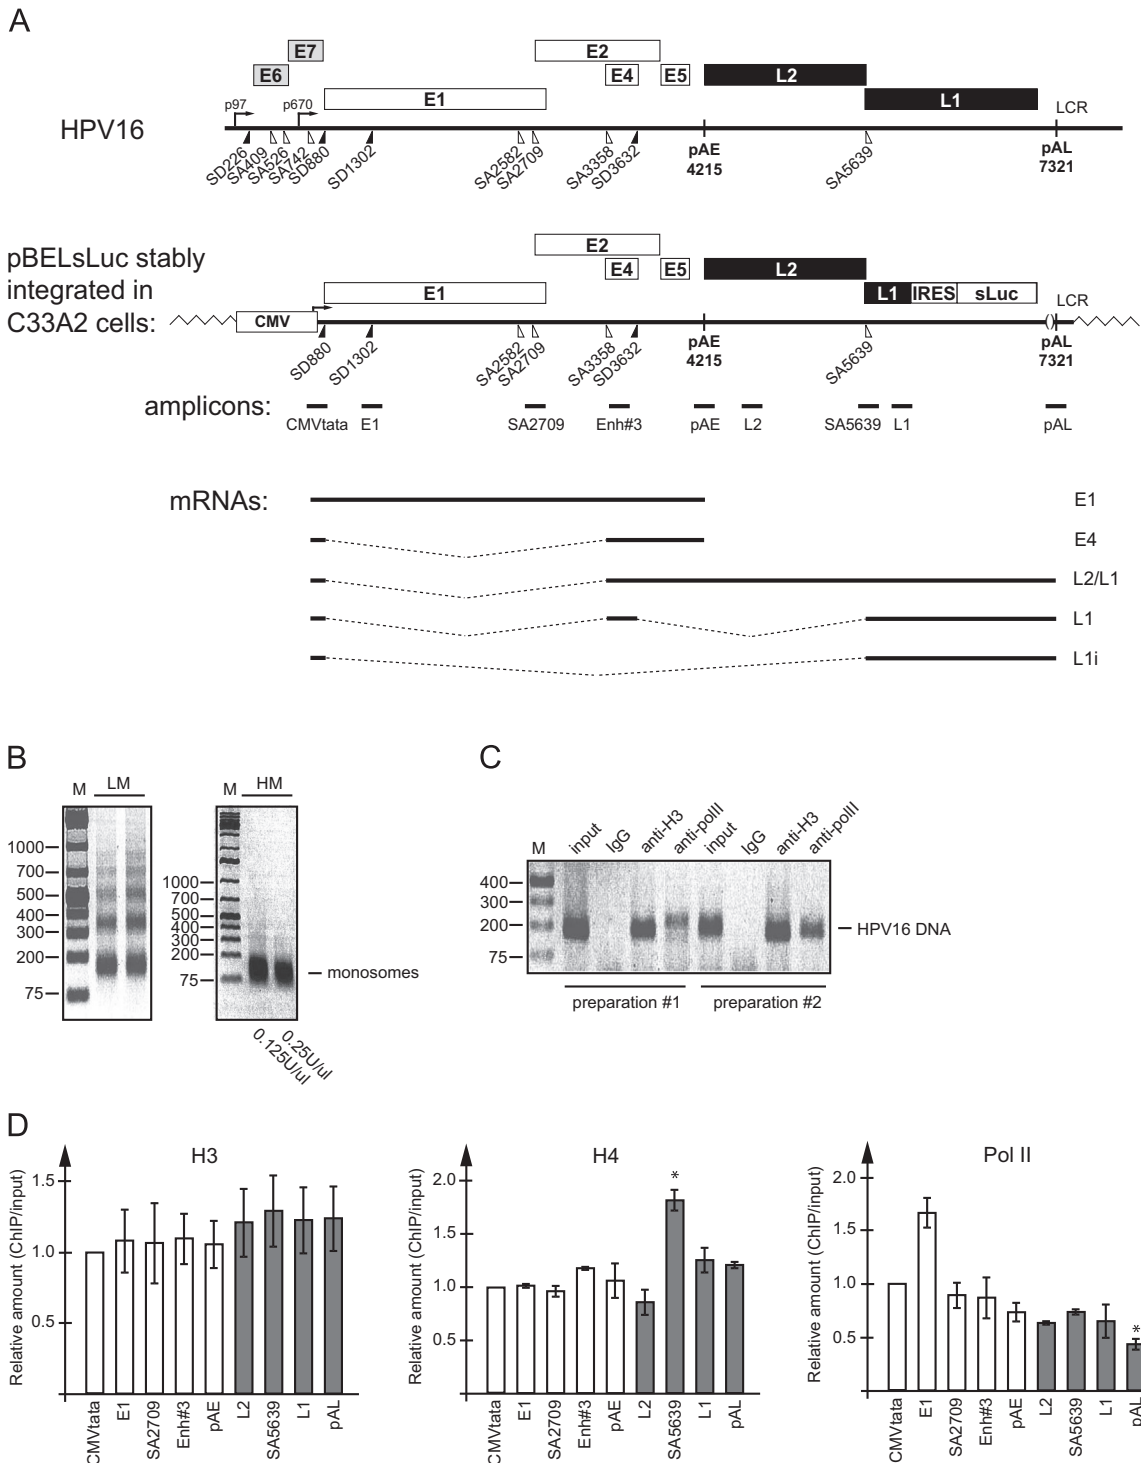 A
E7
E2
E6
E4
E5
L2
p97
p670
E1
L1
LCR
HPV16
SD226
SA409
SA526
SA742
SD880
SD1302
SA2582
SA2709
SA3358
SD3632
pAE
4215
SA5639
pAL
7321
pBELsLuc stably
integrated in
C33A2 cells:
E2
E4
E5
L2
E1
L1
IRES
sLuc
LCR
CMV
SD880
SD1302
SA2582
SA2709
SA3358
SD3632
pAE
4215
SA5639
pAL
7321
amplicons:
CMVtata
E1
SA2709
Enh#3
pAE
L2
SA5639
L1
pAL
mRNAs:
E1
E4
L2/L1
L1
L1i
B
M
LM
1000
700
500
400
300
200
75
M
HM
1000
700
500
400
300
200
75
monosomes
0.125U/ul
0.25U/ul
C
M
input
IgG
anti-H3
anti-polII
input
IgG
anti-H3
anti-polII
400
300
200
75
HPV16 DNA
preparation #1
preparation #2
D
H3
Relative amount (ChIP/input)
1.5
1.0
0.5
CMVtata
E1
SA2709
Enh#3
pAE
L2
SA5639
L1
pAL
H4
Relative amount (ChIP/input)
2.0
1.5
1.0
0.5
*
CMVtata
E1
SA2709
Enh#3
pAE
L2
SA5639
L1
pAL
Pol II
Relative amount (ChIP/input)
2.0
1.5
1.0
0.5
*
CMVtata
E1
SA2709
Enh#3
pAE
L2
SA5639
L1
pAL